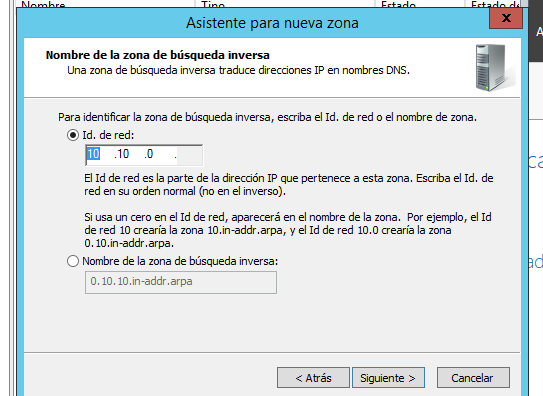 Nombre Tipo Estado Estado de
Asistente para nueva zona
x
Nombre de la zona de búsqueda inversa
Una zona de búsqueda inversa traduce direcciones IP en nombres DNS.
Para identificar la zona de búsqueda inversa, escriba el Id. de red o el nombre de zona.
Id. de red:
10 .10 .0 .
El Id de red es la parte de la dirección IP que pertenece a esta zona. Escriba el Id. de
red en su orden normal (no en el inverso).
Si usa un cero en el Id de red, aparecerá en el nombre de la zona. Por ejemplo, el Id
de red 10 crearía la zona 10.in-addr.arpa, y el Id de red 10.0 crearía la zona
0.10.in-addr.arpa.
Nombre de la zona de búsqueda inversa:
0.10.10.in-addr.arpa
< Atrás Siguiente > Cancelar